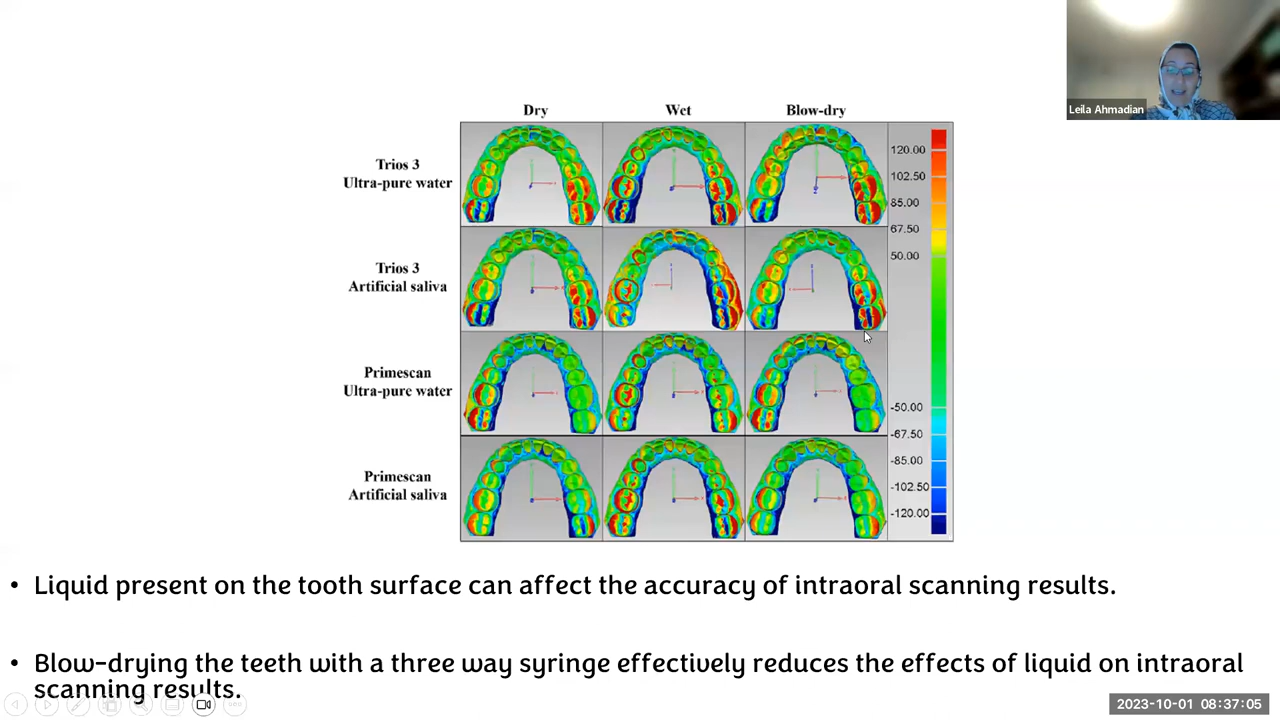 Leila Ahmadian
Dry Wet Blow-dry
Trios 3
Ultra-pure water
Trios 3
Artificial saliva
Primescan
Ultra-pure water
Primescan
Artificial saliva
120.00
102.50
85.00
67.50
50.00
-50.00
-67.50
-85.00
-102.50
-120.00
• Liquid present on the tooth surface can affect the accuracy of intraoral scanning results.
• Blow-drying the teeth with a three way syringe effectively reduces the effects of liquid on intraoral
scanning results.
2023-10-01 08:37:05